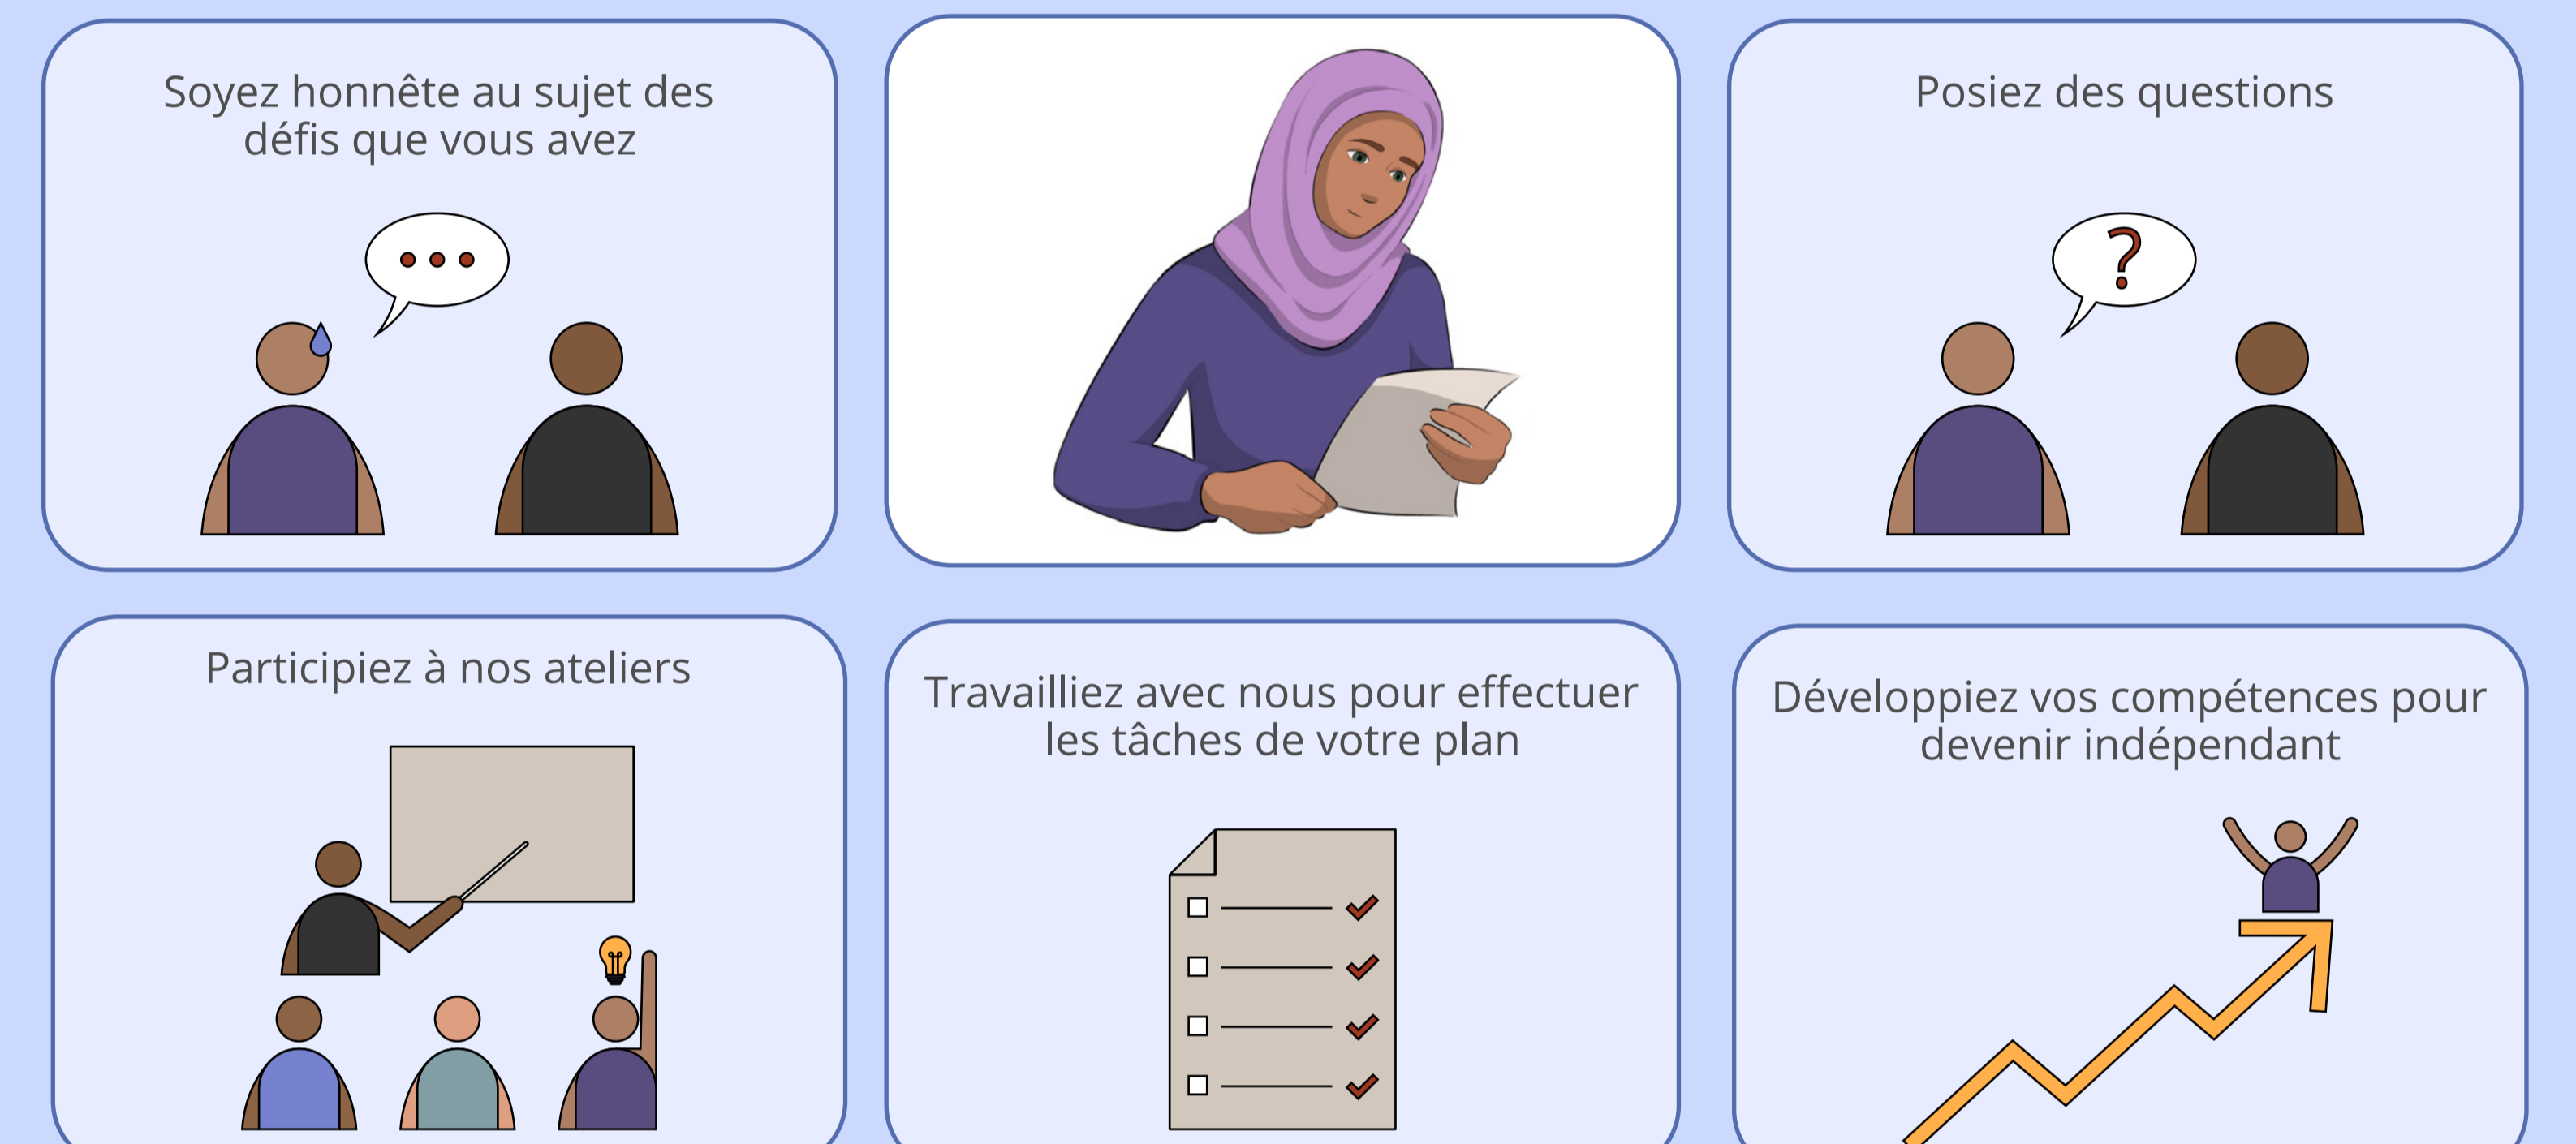 Soyez honnête au sujet des
défis que vous avez
Posiez des questions
Participiez à nos ateliers
Travailliez avec nous pour effectuer
les tâches de votre plan
Développiez vos compétences pour
devenir indépendant